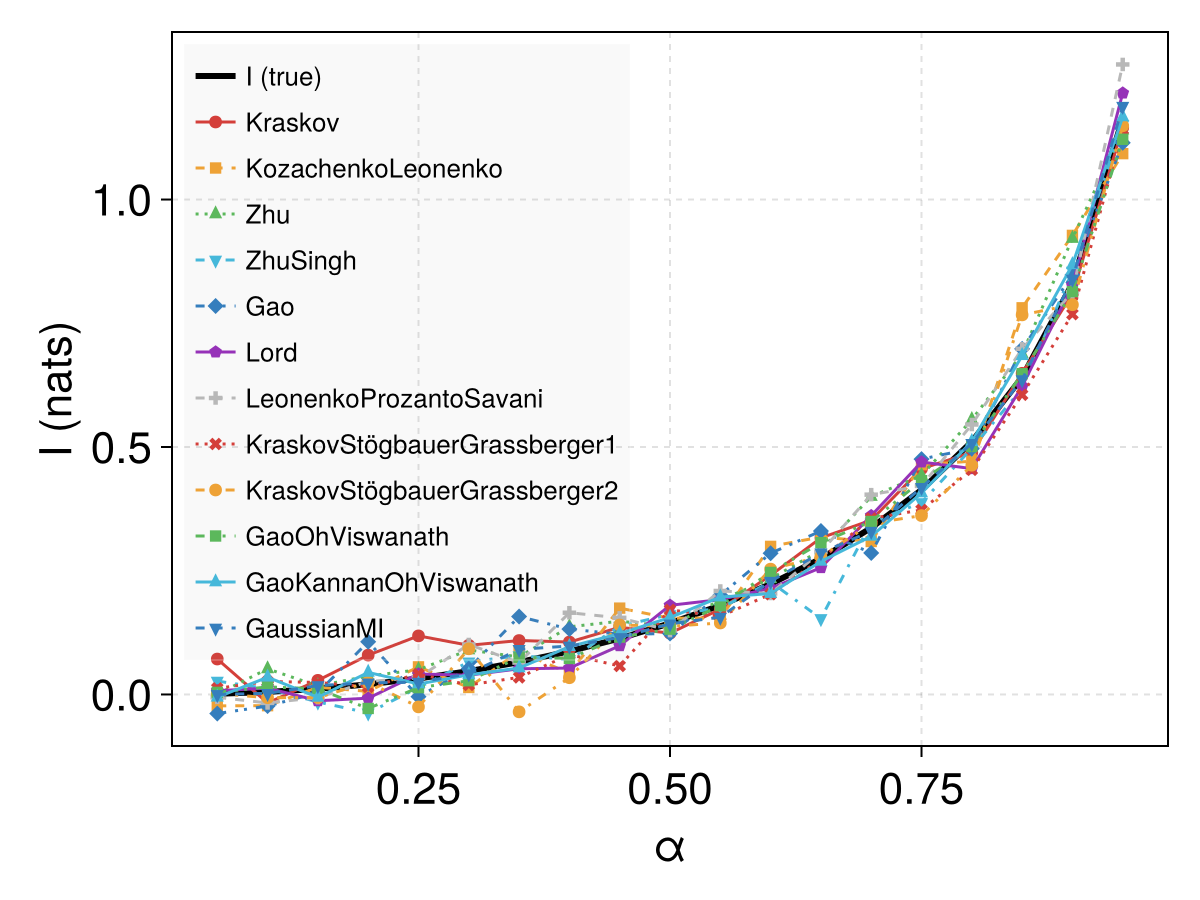 I (true)
Kraskov
KozachenkoLeonenko
Zhu
ZhuSingh
Gao
Lord
LeonenkoProzantoSavani
KraskovStögbauerGrassberger1
KraskovStögbauerGrassberger2
GaoOhViswanath
GaoKannanOhViswanath
GaussianMI
1.0
0.5
0.0
I (nats)
0.25 0.50 0.75
α